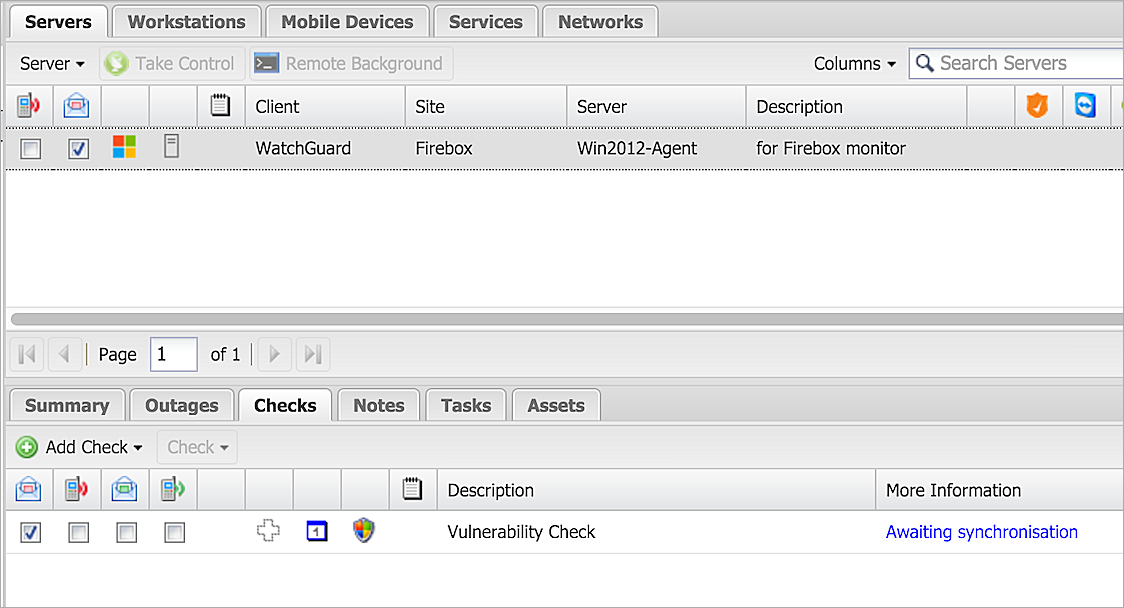 Servers Workstations Mobile Devices Services Networks
Server Take Control Remote Background Columns Search Servers
Client Site Server Description
WatchGuard Firebox Win2012-Agent for Firebox monitor
Page 1 of 1
Summary Outages Checks Notes Tasks Assets
Add Check Check
Description More Information
1 Vulnerability Check Awaiting synchronisation